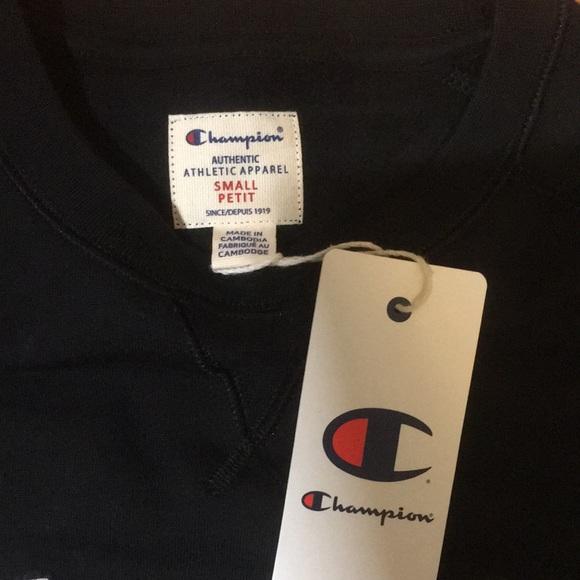 Champion
AUTHENTIC
ATHLETIC APPAREL
SMALL
PETIT
SINCE/DEPUIS 1919
MADE IN
CAMBODIA
FABRIQUÉ AU
CAMBODGE
Champion